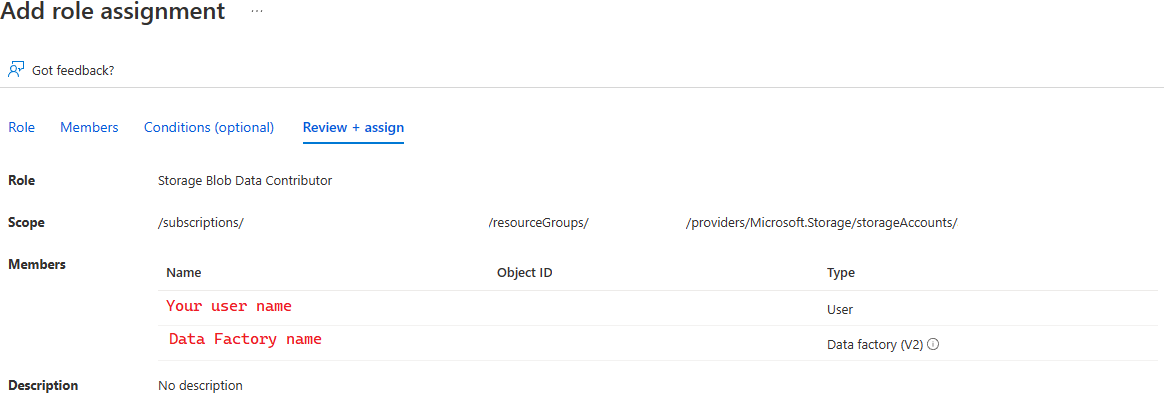 Add role assignment ...
Got feedback?
Role Members Conditions (optional) Review + assign
Role Storage Blob Data Contributor
Scope /subscriptions/ /resourceGroups/ /providers/Microsoft.Storage/storageAccounts/
Members
Name Object ID Type
Your user name User
Data Factory name Data factory (V2)
Description No description